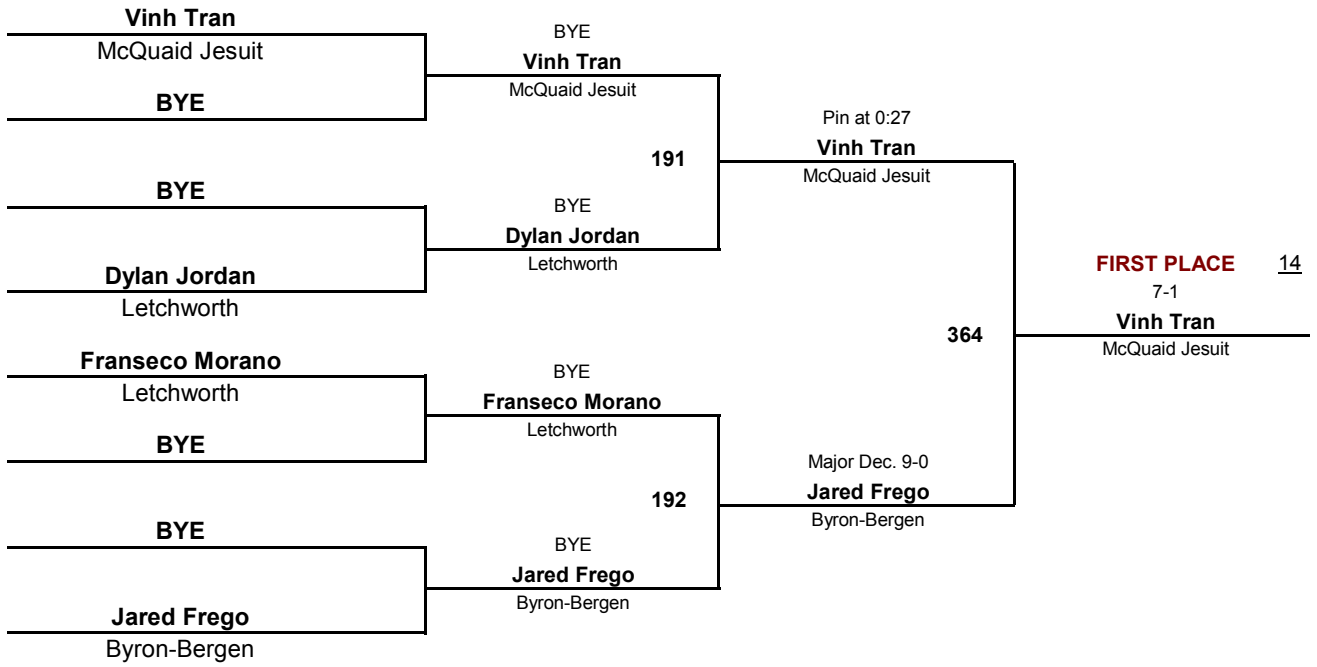 Vinh Tran
McQuaid Jesuit
BYE
BYE
Dylan Jordan
Letchworth
Franseco Morano
Letchworth
BYE
BYE
Jared Frego
Byron-Bergen
BYE
Vinh Tran
McQuaid Jesuit
191
BYE
Dylan Jordan
Letchworth
BYE
Franseco Morano
Letchworth
192
BYE
Jared Frego
Byron-Bergen
Pin at 0:27
Vinh Tran
McQuaid Jesuit
364
Major Dec. 9-0
Jared Frego
Byron-Bergen
FIRST PLACE 14
7-1
Vinh Tran
McQuaid Jesuit